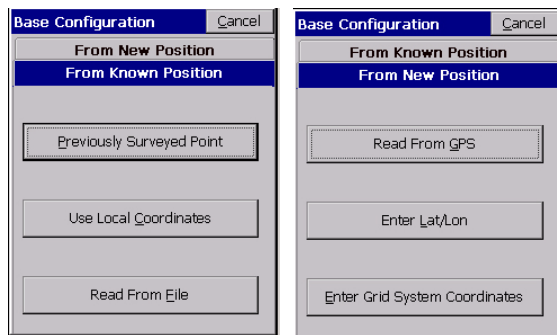 Base Configuration Cancel
From New Position
From Known Position
Previously Surveyed Point
Use Local Coordinates
Read From File
Base Configuration Cancel
From Known Position
From New Position
Read From GPS
Enter Lat/Lon
Enter Grid System Coordinates